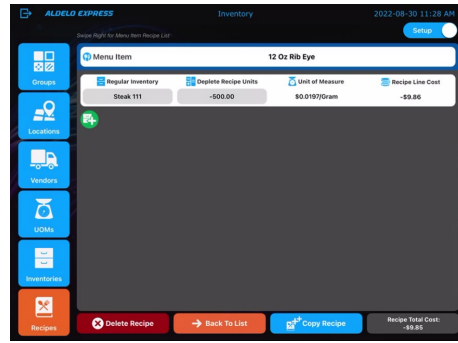 ALDELO EXPRESS
Inventory
2022-08-30 11:28 AM
Swipe Right for Menu Item Recipe List
Setup
Menu Item
12 Oz Rib Eye
Regular Inventory
Deplete Recipe Units
Unit of Measure
Recipe Line Cost
Steak 111
-500.00
$0.0197/Gram
-$9.86
Groups
Locations
Vendors
UOMs
Inventories
Recipes
Delete Recipe
Back To List
Copy Recipe
Recipe Total Cost:
-$9.85